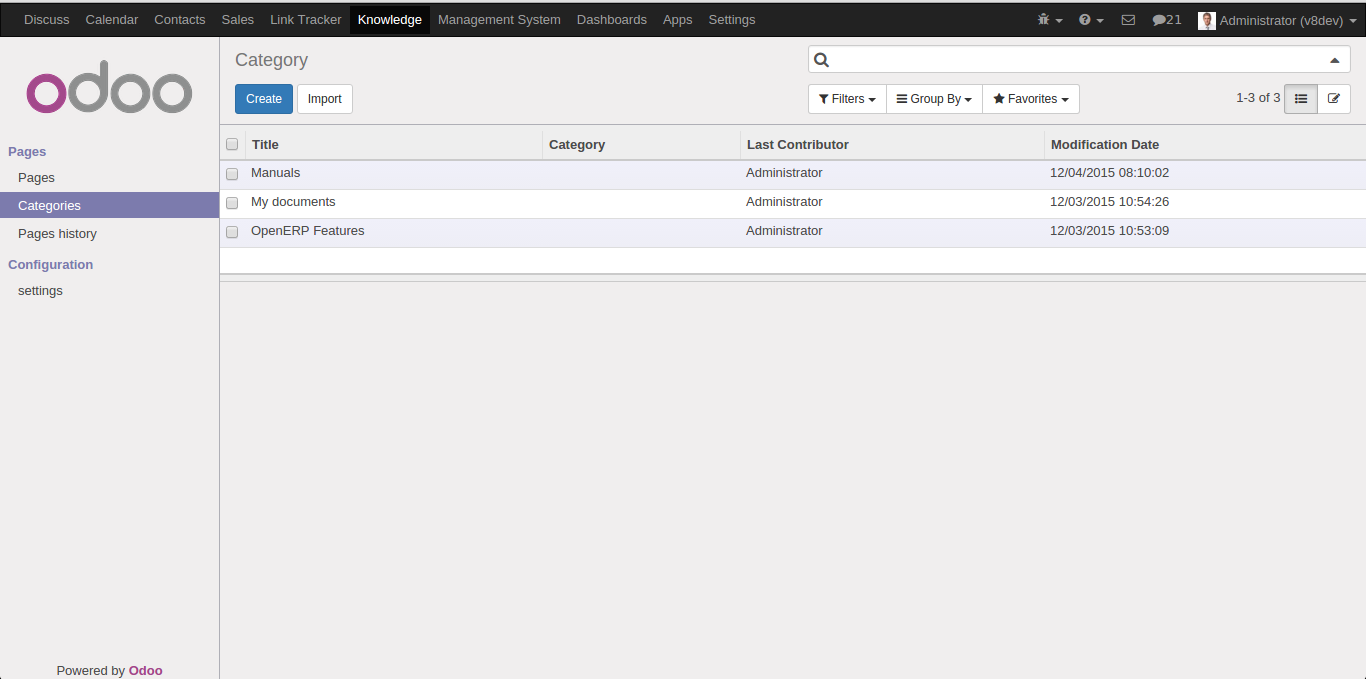 Discuss Calendar Contacts Sales Link Tracker Knowledge Management System Dashboards Apps Settings 21 Administrator (v8dev)
odoo
Category
Create Import Filters Group By Favorites 1-3 of 3
Pages
Pages
Categories
Pages history
Configuration
settings
Title Category Last Contributor Modification Date
Manuals Administrator 12/04/2015 08:10:02
My documents Administrator 12/03/2015 10:54:26
OpenERP Features Administrator 12/03/2015 10:53:09
Powered by Odoo